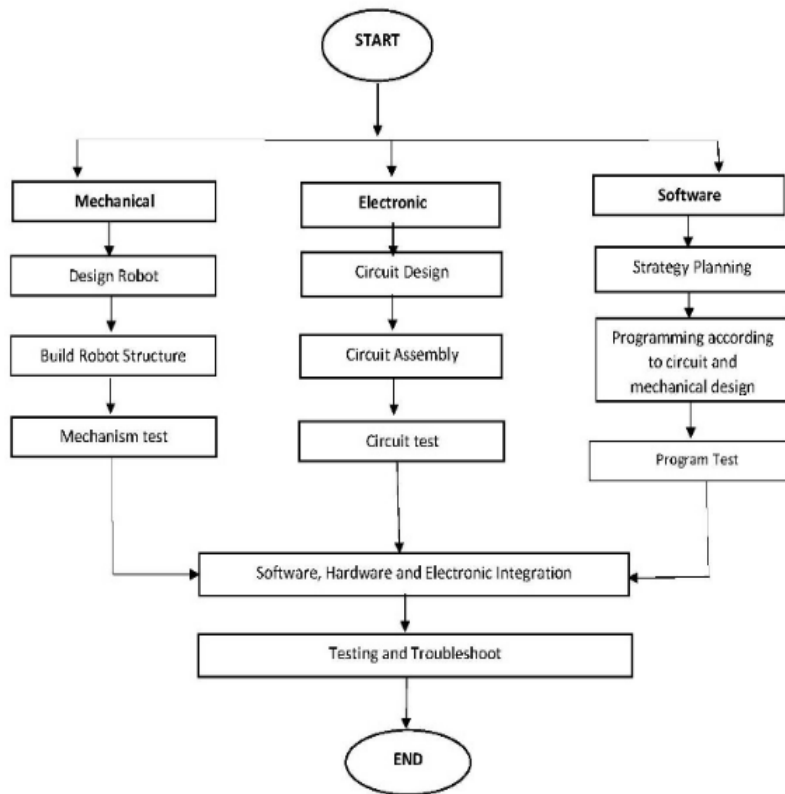 START
Mechanical
Electronic
Software
Design Robot
Circuit Design
Strategy Planning
Build Robot Structure
Circuit Assembly
Programming according
to circuit and
mechanical design
Mechanism test
Circuit test
Program Test
Software, Hardware and Electronic Integration
Testing and Troubleshoot
END